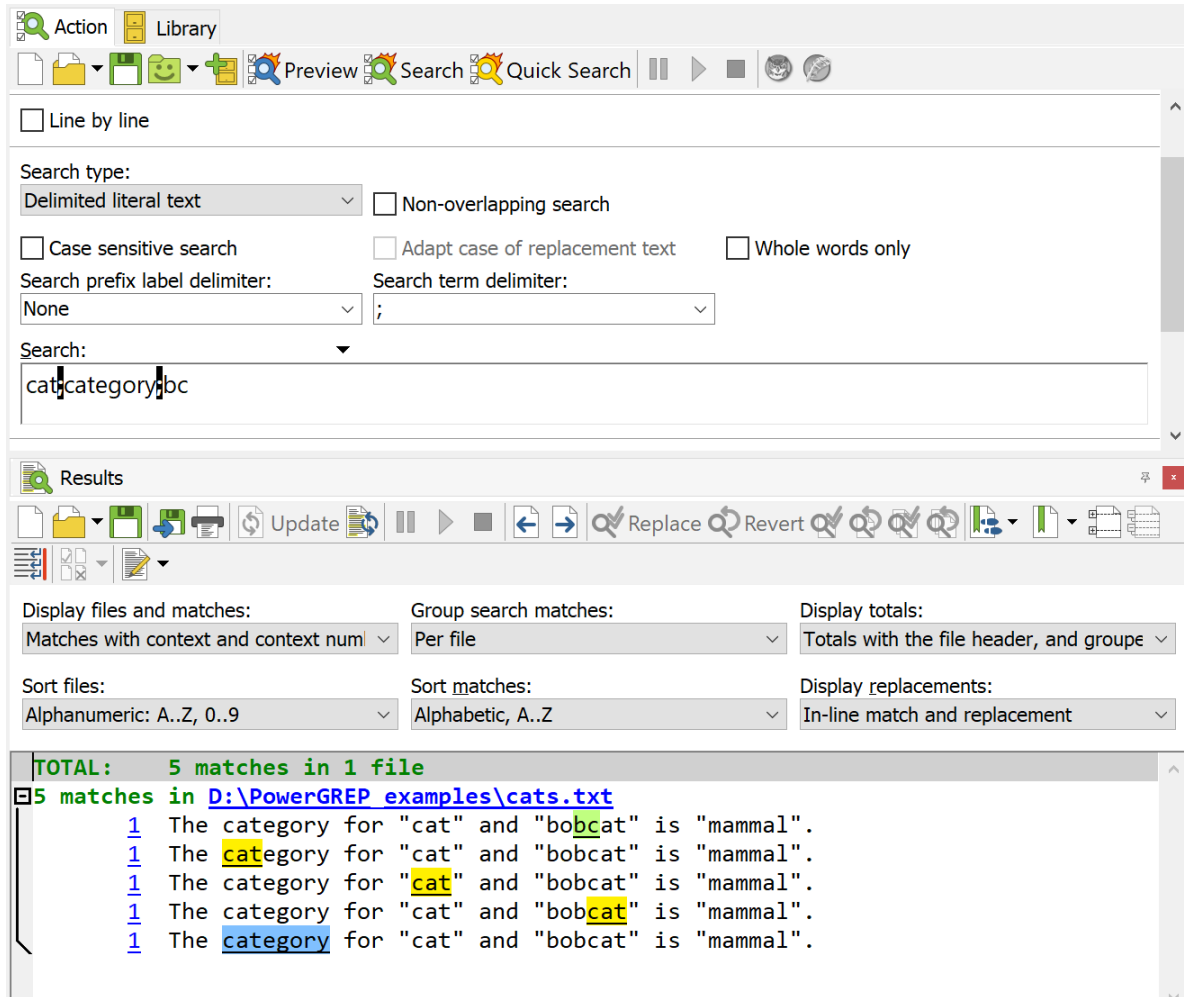 Action Library
Preview Search Quick Search
Line by line
Search type:
Delimited literal text Non-overlapping search
Case sensitive search Adapt case of replacement text Whole words only
Search prefix label delimiter: Search term delimiter:
None ;
Search:
cat;category;bc
Results
Update Replace Revert
Display files and matches: Group search matches: Display totals:
Matches with context and context num Per file Totals with the file header, and groupe
Sort files: Sort matches: Display replacements:
Alphanumeric: A..Z, 0..9 Alphabetic, A..Z In-line match and replacement
TOTAL: 5 matches in 1 file
5 matches in D:\PowerGREP examples\cats.txt
1 The category for "cat" and "bobcat" is "mammal".
1 The category for "cat" and "bobcat" is "mammal".
1 The category for "cat" and "bobcat" is "mammal".
1 The category for "cat" and "bobcat" is "mammal".
1 The category for "cat" and "bobcat" is "mammal".